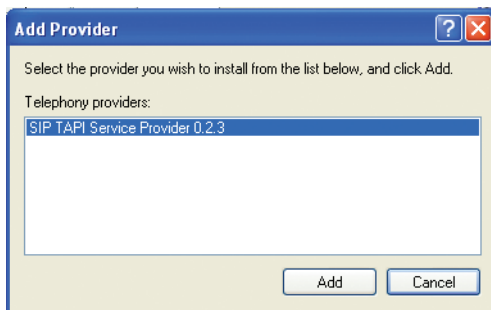 Add Provider
Select the provider you wish to install from the list below, and click Add.
Telephony providers:
SIP TAPI Service Provider 0.2.3
Add Cancel